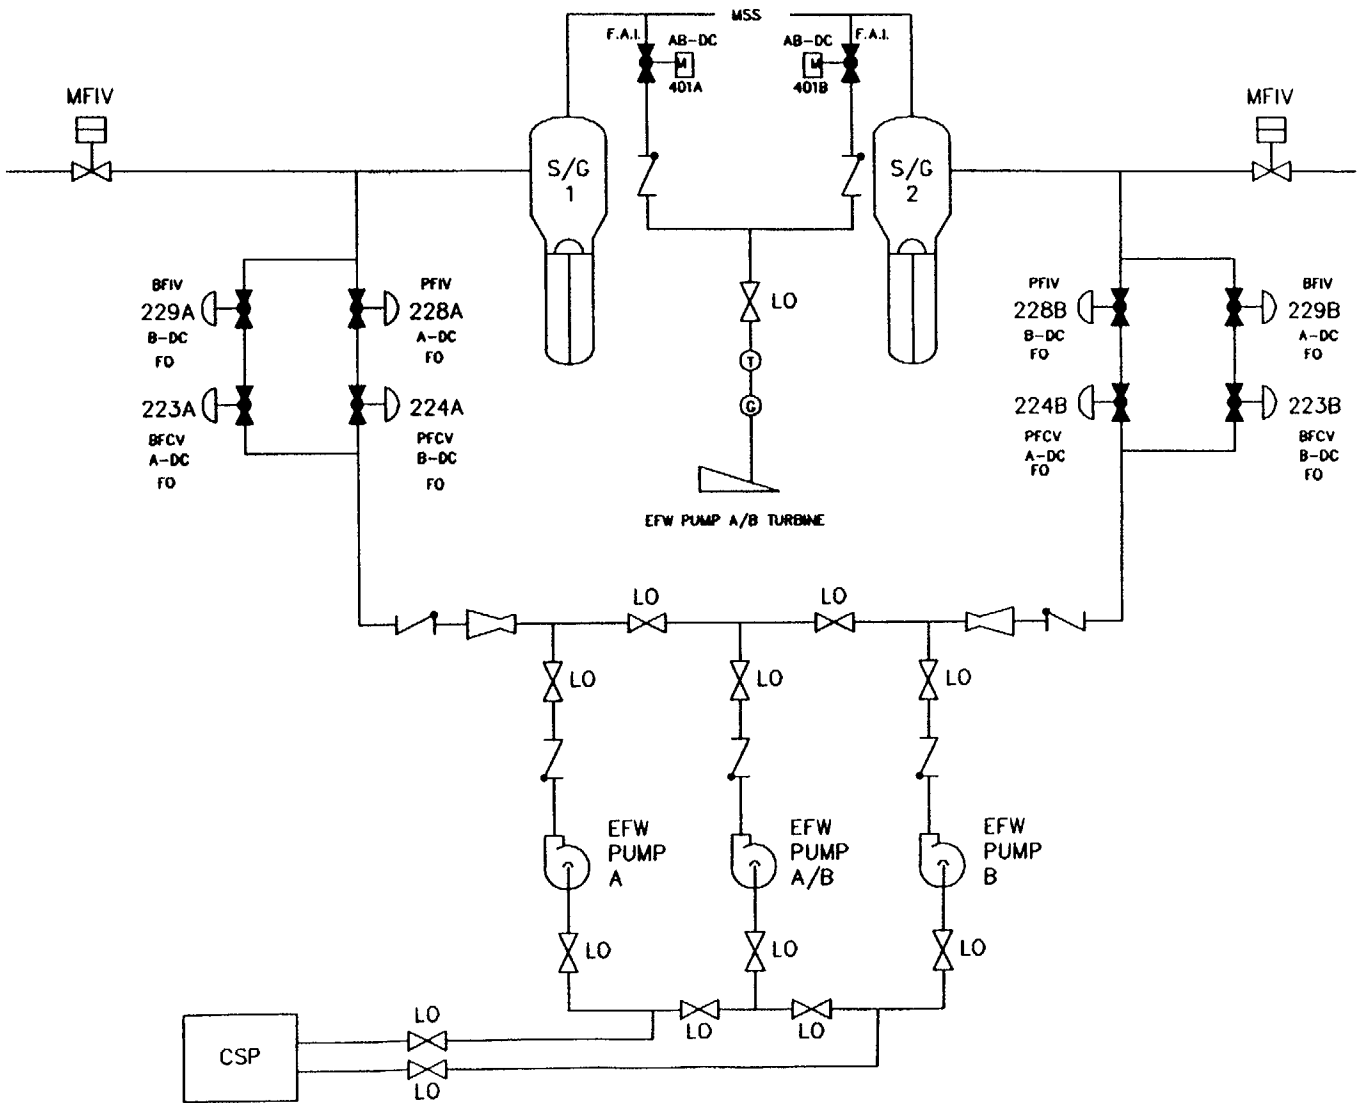 MSS
F.A.I.
AB-DC
M
401A
AB-DC
M
401B
F.A.I.
MFIV
MFIV
S/G
1
S/G
2
BFIV
229A
B-DC
FO
PFIV
228A
A-DC
FO
LO
PFIV
228B
B-DC
FO
BFIV
229B
A-DC
FO
T
G
223A
BFCV
A-DC
FO
224A
PFCV
B-DC
FO
224B
PFCV
A-DC
FO
223B
BFCV
B-DC
FO
EFW PUMP A/B TURBINE
LO
LO
LO
LO
LO
EFW
PUMP
A
EFW
PUMP
A/B
EFW
PUMP
B
LO
LO
LO
LO
LO
LO
CSP
LO